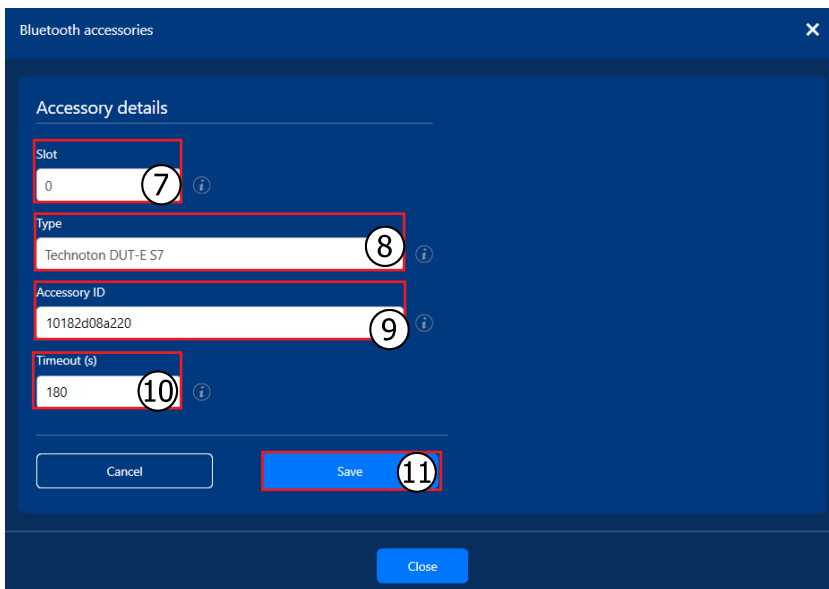 Bluetooth accessories ×
Accessory details
Slot
0 7 i
Type
Technoton DUT-E S7 8 i
Accessory ID
10182d08a220 9 i
Timeout (s)
180 10 i
Cancel Save 11
Close